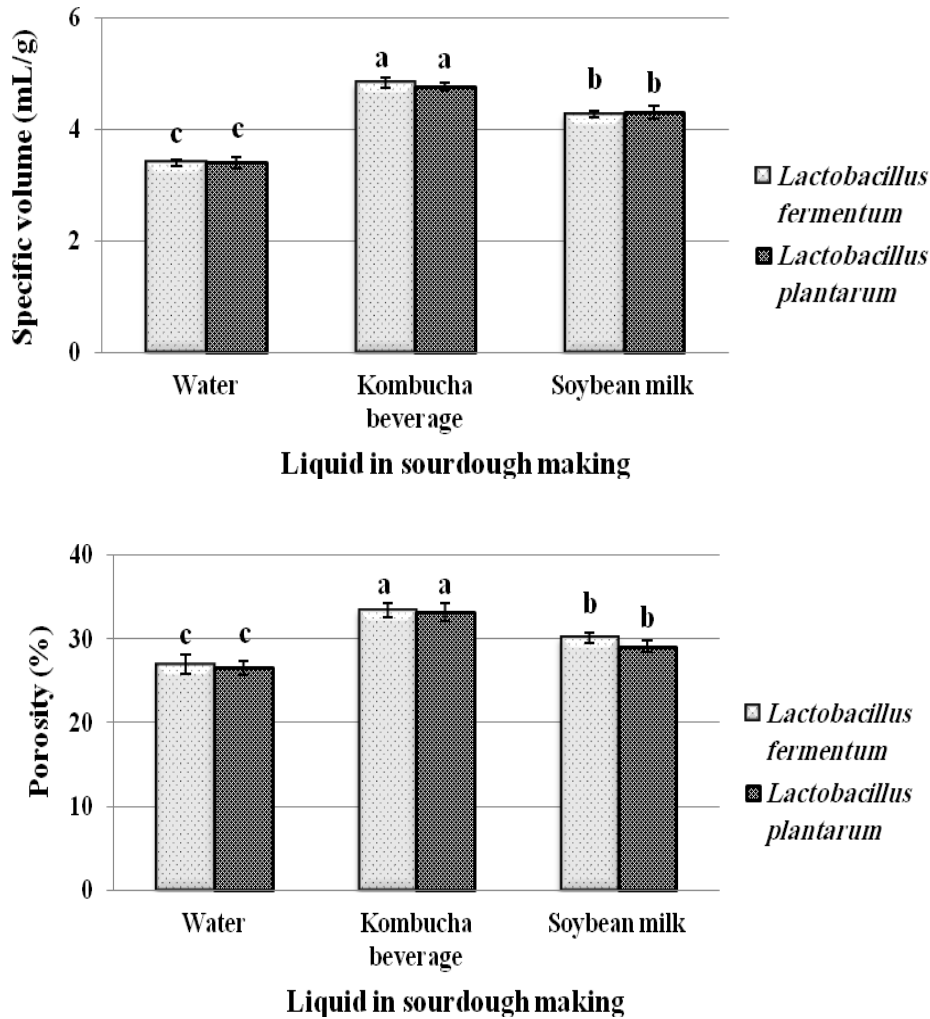 Specific volume (mL/g)
6
4
2
0
c c
a a
b b
Water
Kombucha
beverage
Soybean milk
Liquid in sourdough making
Lactobacillus
fermentum
Lactobacillus
plantarum
Porosity (%)
40
30
20
10
0
c c
a a
b b
Water
Kombucha
beverage
Soybean milk
Liquid in sourdough making
Lactobacillus
fermentum
Lactobacillus
plantarum